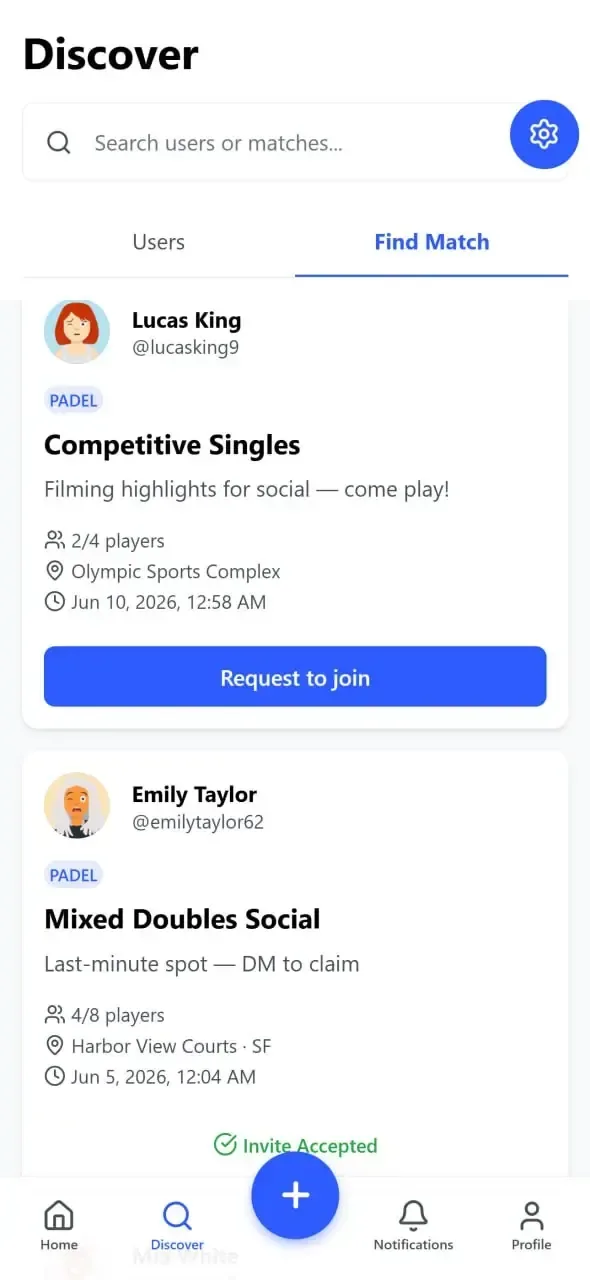 Discover
Search users or matches...
Users
Find Match
Lucas King
@lucasking9
PADEL
Competitive Singles
Filming highlights for social — come play!
2/4 players
Olympic Sports Complex
Jun 10, 2026, 12:58 AM
Request to join
Emily Taylor
@emilytaylor62
PADEL
Mixed Doubles Social
Last-minute spot — DM to claim
4/8 players
Harbor View Courts · SF
Jun 5, 2026, 12:04 AM
Invite Accepted
Home
Discover
Notifications
Profile
Mia White